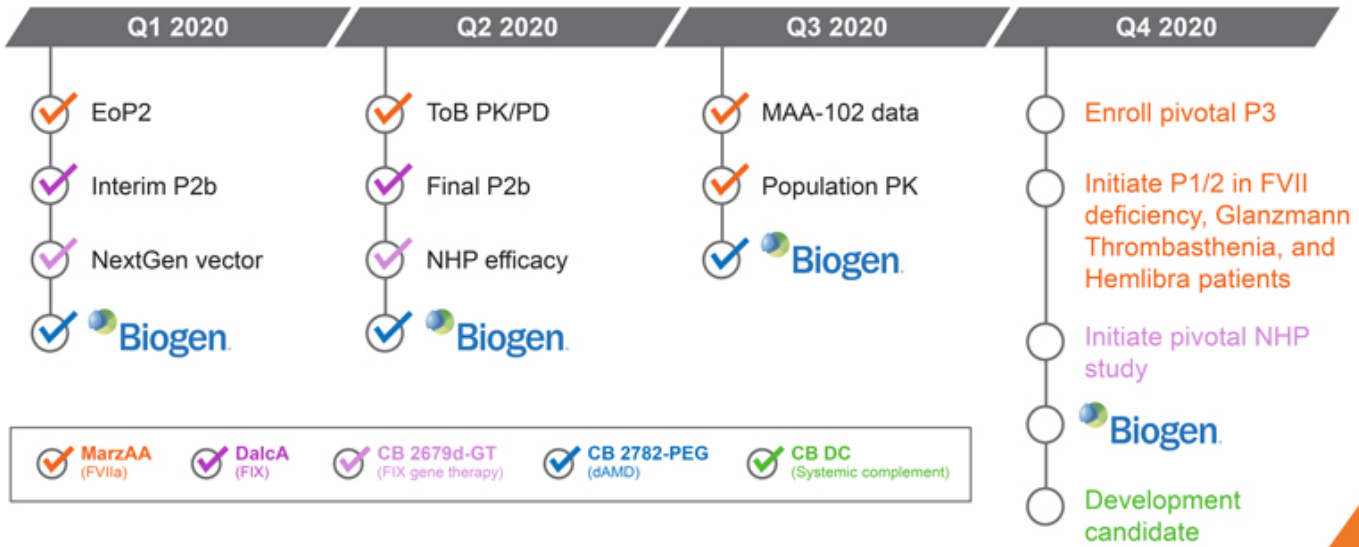 Q1 2020
Q2 2020
Q3 2020
Q4 2020
EoP2
Interim P2b
NextGen vector
Biogen.
ToB PK/PD
Final P2b
NHP efficacy
Biogen.
MAA-102 data
Population PK
Biogen.
Enroll pivotal P3
Initiate P1/2 in FVII
deficiency, Glanzmann
Thrombasthenia, and
Hemlibra patients
Initiate pivotal NHP
study
Biogen.
Development
candidate
MarzAA
(FVIIa)
DalcA
(FIX)
CB 2679d-GT
(FIX gene therapy)
CB 2782-PEG
(dAMD)
CB DC
(Systemic complement)